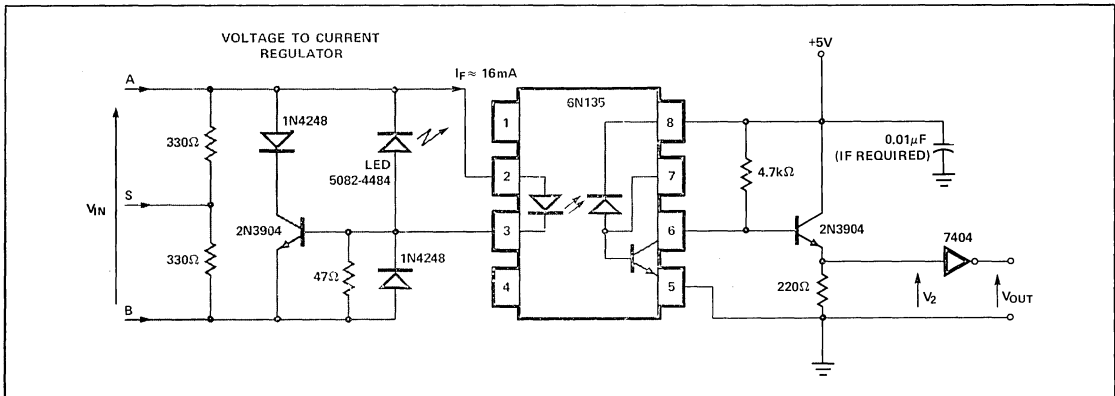 VOLTAGE TO CURRENT
REGULATOR
A
IF ≈ 16mA
6N135
+5V
1
8
330Ω
1N4248
LED
5082-4484
2
7
4.7kΩ
0.01μF
(IF REQUIRED)
VIN
S
2N3904
3
6
2N3904
7404
330Ω
47Ω
1N4248
4
5
220Ω
V2
VOUT
B